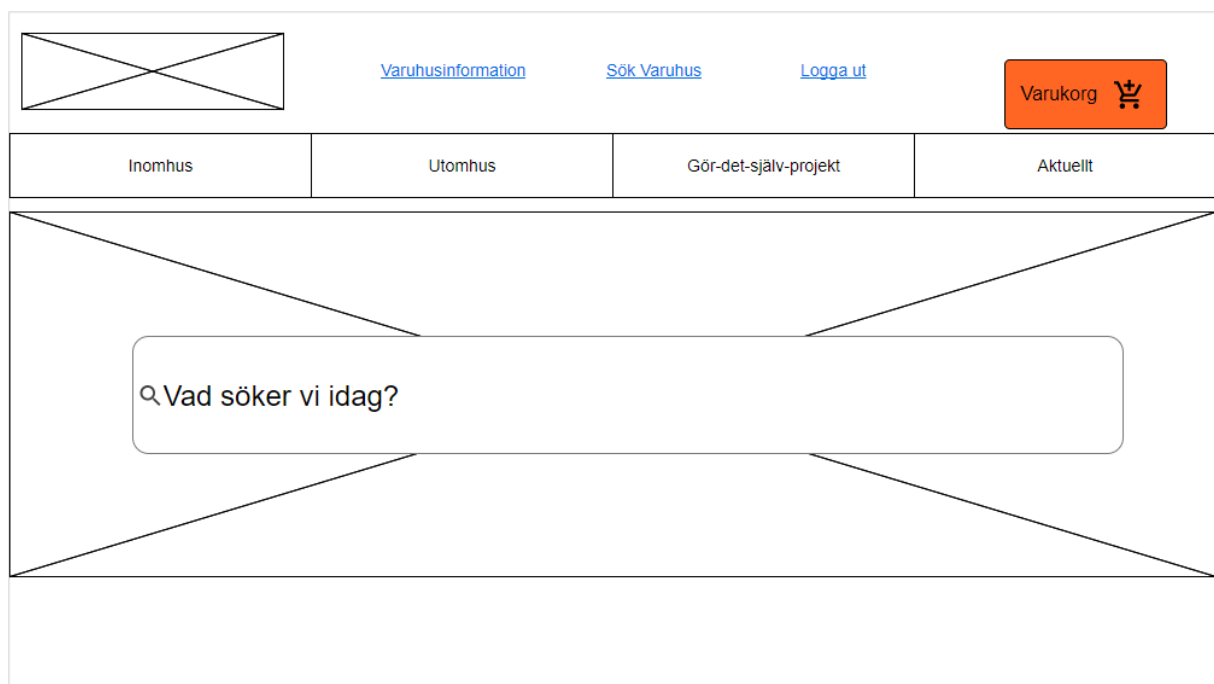 Varuhusinformation
Sök Varuhus
Logga ut
Varukorg
Inomhus
Utomhus
Gör-det-själv-projekt
Aktuellt
Vad söker vi idag?